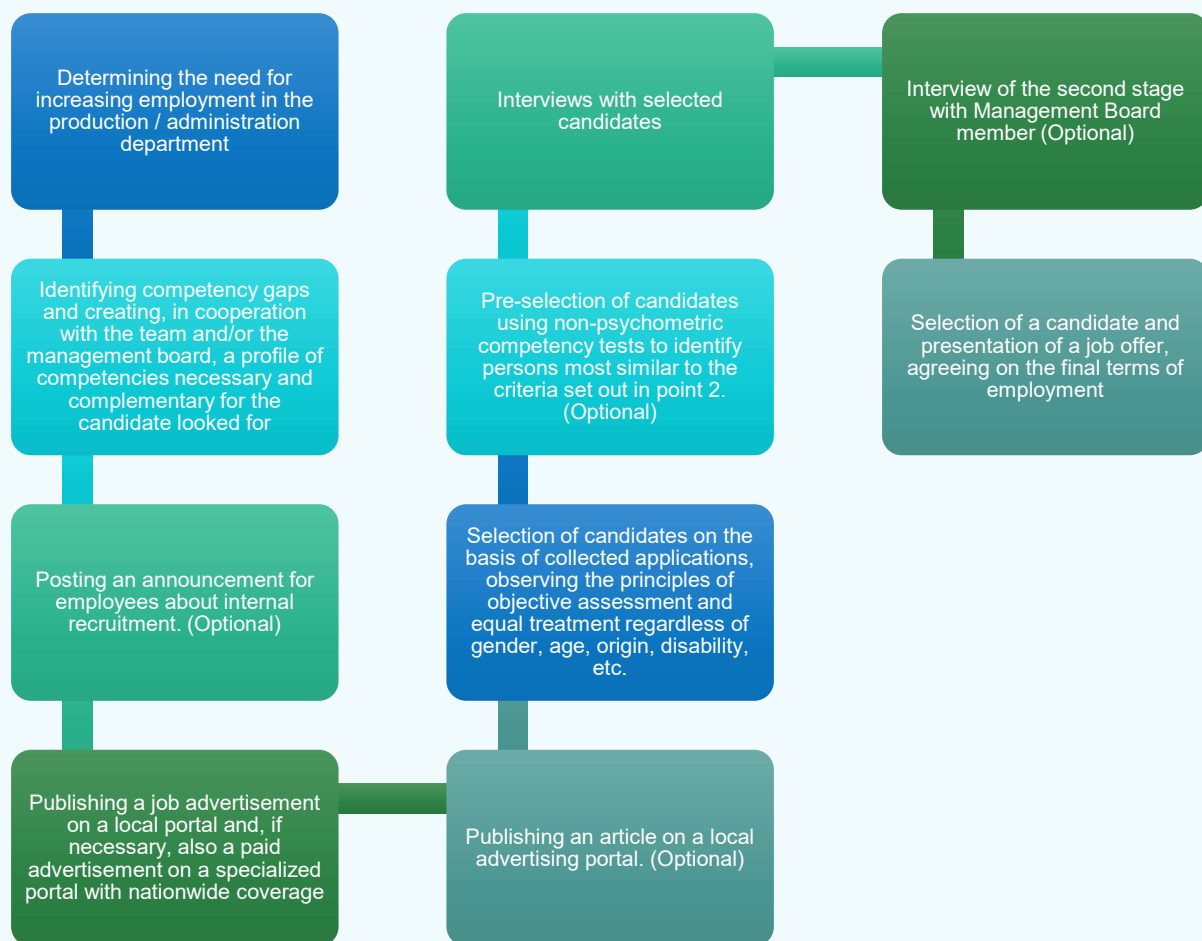 Determining the need for
increasing employment in the
production / administration
department
Identifying competency gaps
and creating, in cooperation
with the team and/or the
management board, a profile of
competencies necessary and
complementary for the
candidate looked for
Posting an announcement for
employees about internal
recruitment. (Optional)
Publishing a job advertisement
on a local portal and, if
necessary, also a paid
advertisement on a specialized
portal with nationwide coverage
Publishing an article on a local
advertising portal. (Optional)
Selection of candidates on the
basis of collected applications,
observing the principles of
objective assessment and
equal treatment regardless of
gender, age, origin, disability,
etc.
Pre-selection of candidates
using non-psychometric
competency tests to identify
persons most similar to the
criteria set out in point 2.
(Optional)
Interviews with selected
candidates
Interview of the second stage
with Management Board
member (Optional)
Selection of a candidate and
presentation of a job offer,
agreeing on the final terms of
employment